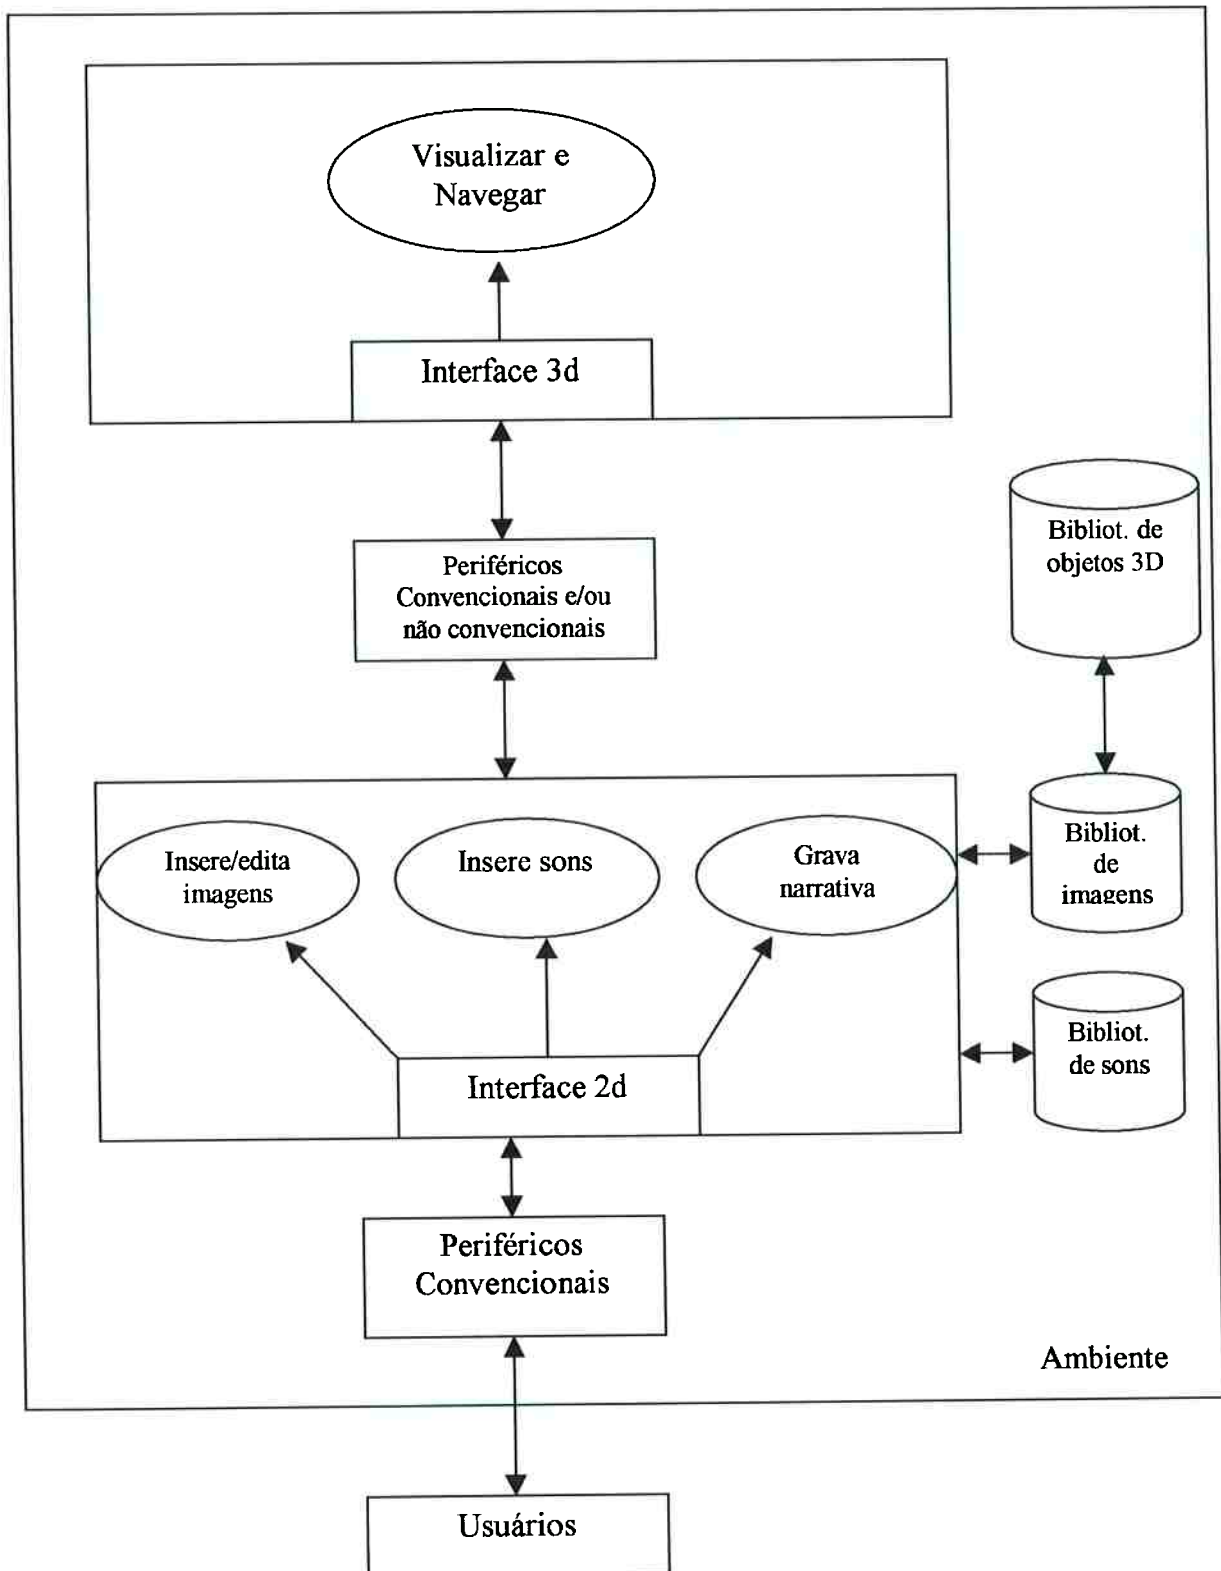 Visualizar e
Navegar
Interface 3d
Periféricos
Convencionais e/ou
não convencionais
Bibliot. de
objetos 3D
Insere/edita
imagens
Insere sons
Grava
narrativa
Bibliot.
de
imagens
Bibliot.
de sons
Interface 2d
Periféricos
Convencionais
Ambiente
Usuários